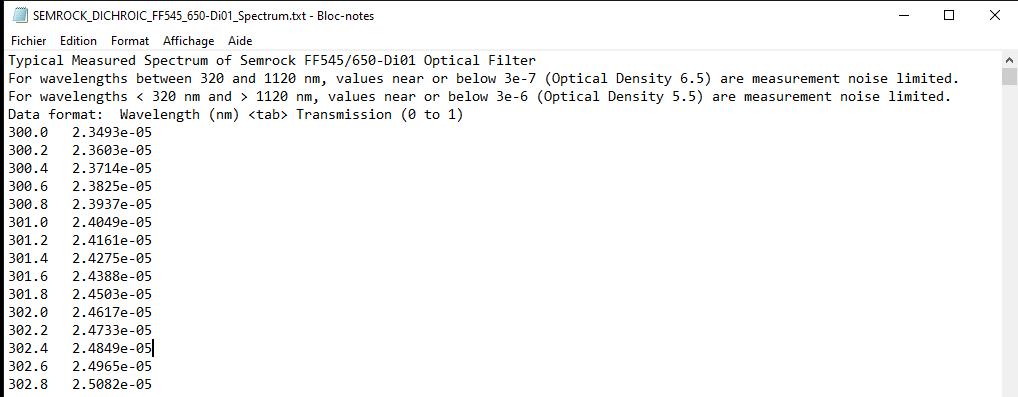 SEMROCK_DICHROIC_FF545_650-Di01_Spectrum.txt - Bloc-notes
Fichier Edition Format Affichage Aide
Typical Measured Spectrum of Semrock FF545/650-Di01 Optical Filter
For wavelengths between 320 and 1120 nm, values near or below 3e-7 (Optical Density 6.5) are measurement noise limited.
For wavelengths < 320 nm and > 1120 nm, values near or below 3e-6 (Optical Density 5.5) are measurement noise limited.
Data format:  Wavelength (nm) <tab> Transmission (0 to 1)
300.0	2.3493e-05
300.2	2.3603e-05
300.4	2.3714e-05
300.6	2.3825e-05
300.8	2.3937e-05
301.0	2.4049e-05
301.2	2.4161e-05
301.4	2.4275e-05
301.6	2.4388e-05
301.8	2.4503e-05
302.0	2.4617e-05
302.2	2.4733e-05
302.4	2.4849e-05
302.6	2.4965e-05
302.8	2.5082e-05